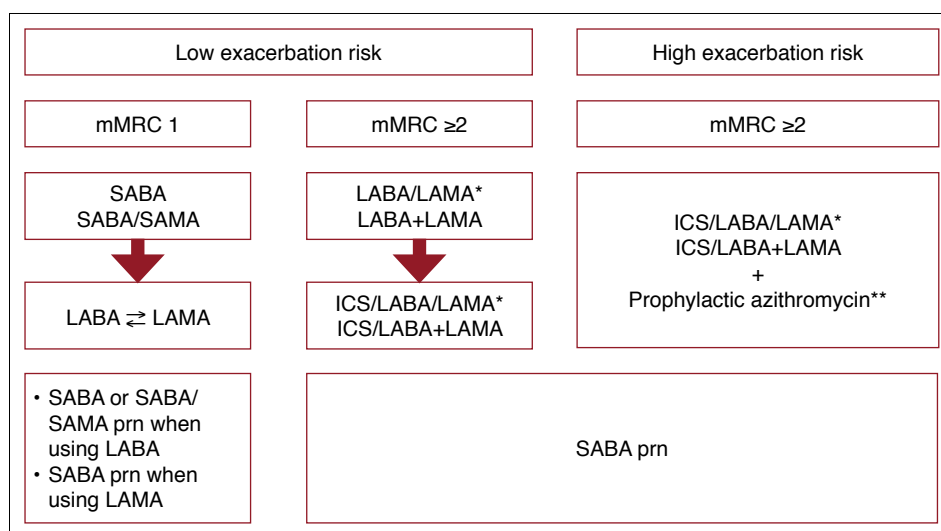 Low exacerbation risk
High exacerbation risk
mMRC 1
mMRC ≥2
mMRC ≥2
SABA
SABA/SAMA
LABA/LAMA*
LABA+LAMA
ICS/LABA/LAMA*
ICS/LABA+LAMA
+
Prophylactic azithromycin**
LABA ⇄ LAMA
ICS/LABA/LAMA*
ICS/LABA+LAMA
• SABA or SABA/
SAMA prn when
using LABA
• SABA prn when
using LAMA
SABA prn